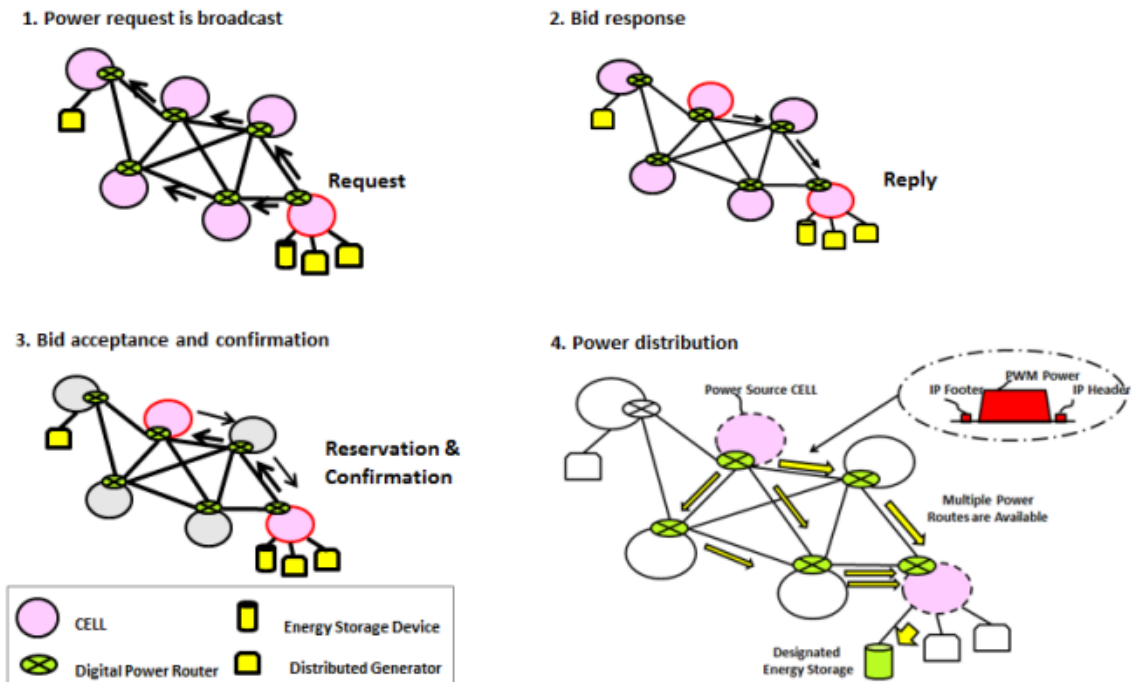 1. Power request is broadcast
Request
2. Bid response
Reply
3. Bid acceptance and confirmation
Reservation &
Confirmation
CELL
Energy Storage Device
Digital Power Router
Distributed Generator
4. Power distribution
Power Source CELL
IP Footer
PWM Power
IP Header
Multiple Power
Routes are Available
Designated
Energy Storage